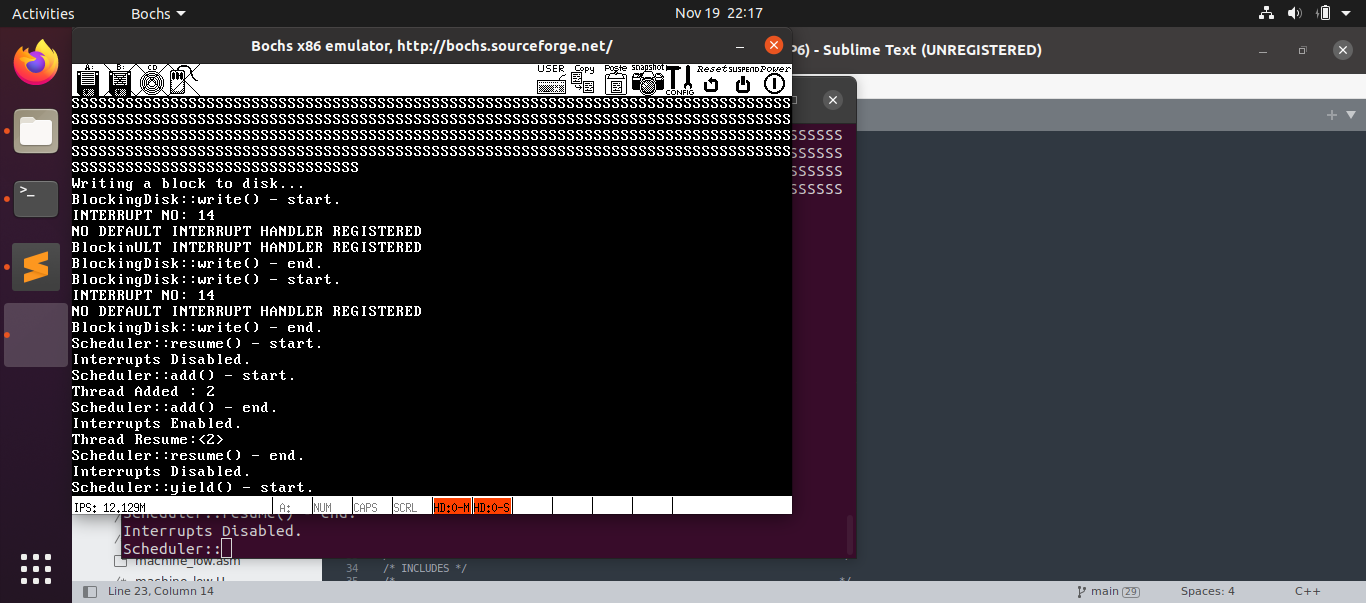 Activities
Bochs
Nov 19 22:17
Bochs x86 emulator, http://bochs.sourceforge.net/
P6) - Sublime Text (UNREGISTERED)
A:
B:
CD
USER
Copy
Paste
snapshot
CONFIG
Reset
SUSPEND
Power
SSSSSSSSSSSSSSSSSSSSSSSSSSSSSSSSSSSSSSSSSSSSSSSSSSSSSSSSSSSSSSSSSSSSSSSSSSSSSSSS
SSSSSSSSSSSSSSSSSSSSSSSSSSSSSSSSSSSSSSSSSSSSSSSSSSSSSSSSSSSSSSSSSSSSSSSSSSSSSSSS
SSSSSSSSSSSSSSSSSSSSSSSSSSSSSSSSSSSSSSSSSSSSSSSSSSSSSSSSSSSSSSSSSSSSSSSSSSSSSSSS
SSSSSSSSSSSSSSSSSSSSSSSSSSSSSSSSSSSSSSSSSSSSSSSSSSSSSSSSSSSSSSSSSSSSSSSSSSSSSSSS
SSSSSSSSSSSSSSSSSSSSSSSSSSSSSSSS
Writing a block to disk...
BlockingDisk::write() - start.
INTERRUPT NO: 14
NO DEFAULT INTERRUPT HANDLER REGISTERED
BlockinULT INTERRUPT HANDLER REGISTERED
BlockingDisk::write() - end.
BlockingDisk::write() - start.
INTERRUPT NO: 14
NO DEFAULT INTERRUPT HANDLER REGISTERED
BlockingDisk::write() - end.
Scheduler::resume() - start.
Interrupts Disabled.
Scheduler::add() - start.
Thread Added : 2
Scheduler::add() - end.
Interrupts Enabled.
Thread Resume:<2>
Scheduler::resume() - end.
Interrupts Disabled.
Scheduler::yield() - start.
SSSSSS
SSSSSS
SSSSSS
SSSSSS
IPS: 12.129M
A:
NUM
CAPS
SCRL
HD:0-M
HD:0-S
Scheduler::resume() - end.
Interrupts Disabled.
Scheduler::
machine_low.asm
/* machine_low.H
34 /* INCLUDES */
35 /* */
Line 23, Column 14
main 29
Spaces: 4
C++